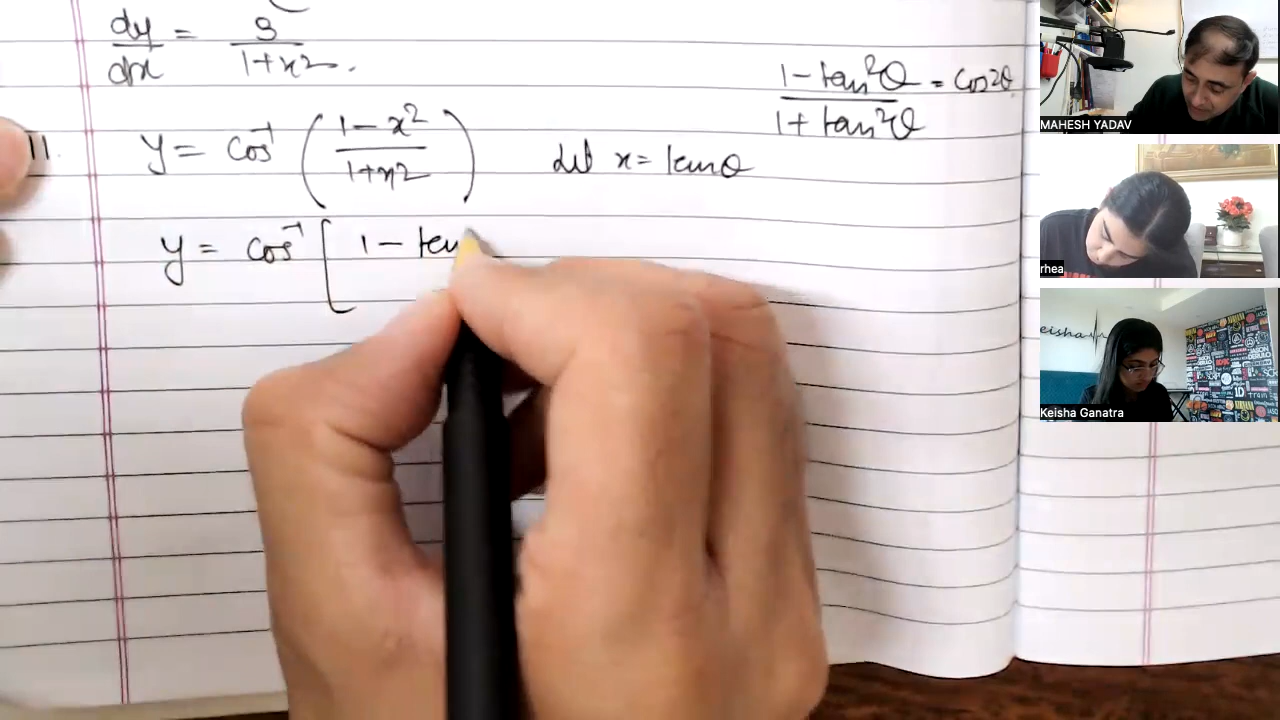 dy/dx = 3/(1+x²).
(1 − tan²θ)/(1 + tan²θ) = cos2θ.
11. y = cos⁻¹((1 − x²)/(1+x²)) Let x = tanθ
y = cos⁻¹[1 − tan
MAHESH YADAV
rhea
eisha
Keisha Ganatra